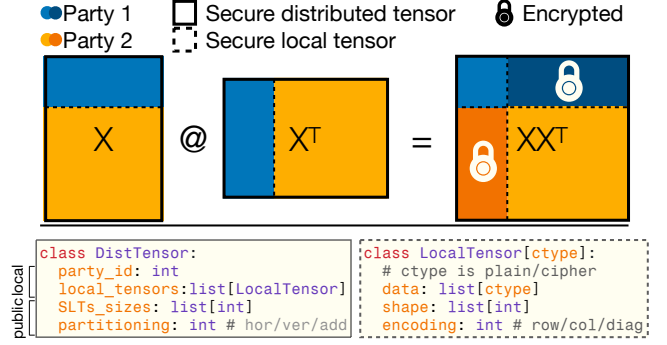 Party 1 Secure distributed tensor Encrypted
Party 2 Secure local tensor
X @ Xᵀ = XXᵀ
public local
class DistTensor:
party_id: int
local_tensors:list[LocalTensor]
SLTs_sizes: list[int]
partitioning: int # hor/ver/add
class LocalTensor[ctype]:
# ctype is plain/cipher
data: list[ctype]
shape: list[int]
encoding: int # row/col/diag